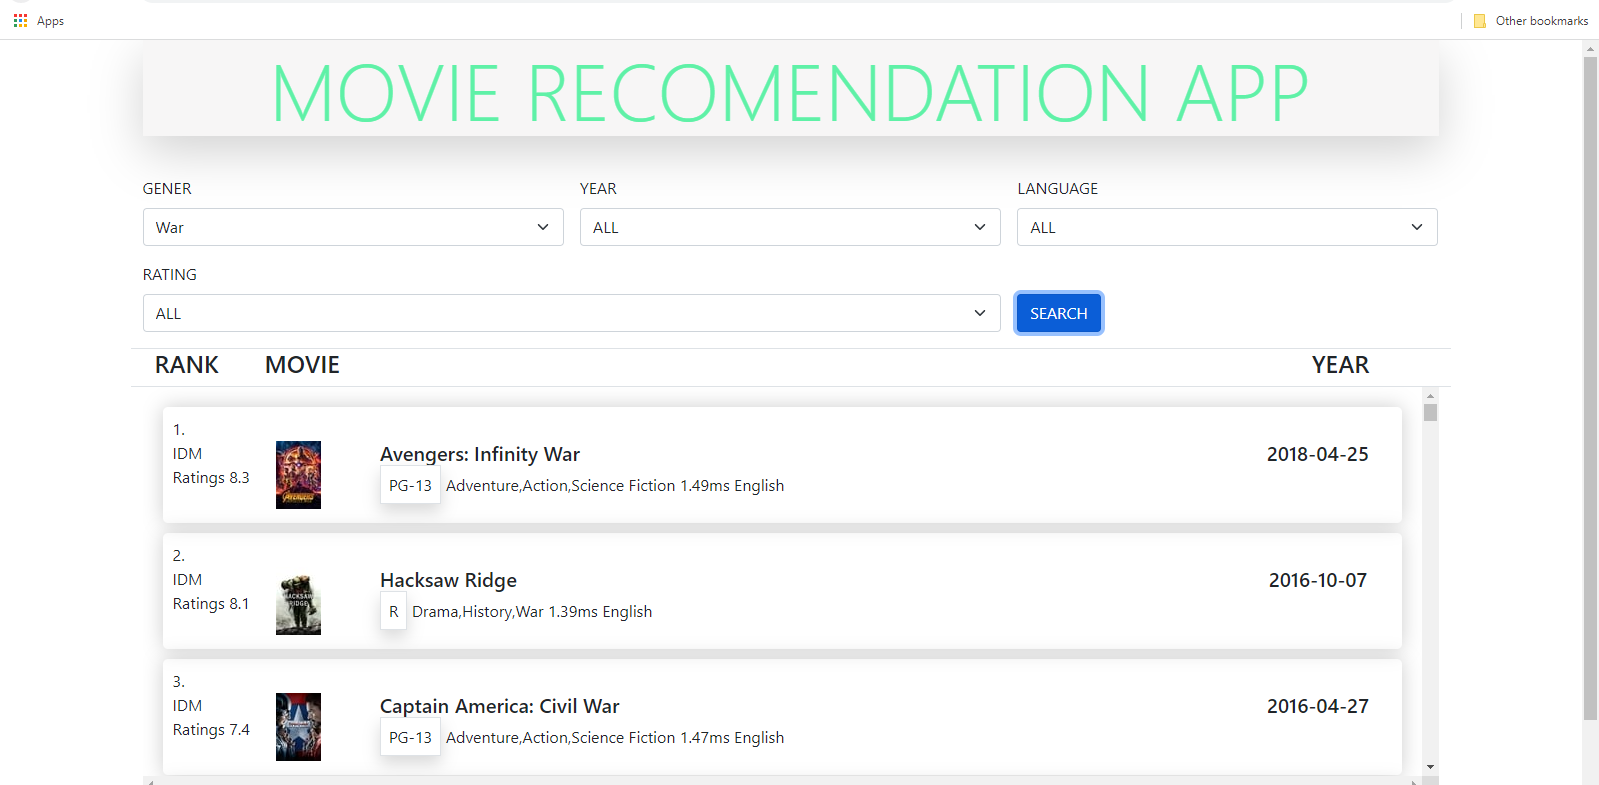 Apps
Other bookmarks
MOVIE RECOMENDATION APP
GENER
YEAR
LANGUAGE
War
ALL
ALL
RATING
ALL
SEARCH
RANK MOVIE YEAR
1.
IDM
Ratings 8.3
AVENGERS
Avengers: Infinity War
2018-04-25
PG-13 Adventure,Action,Science Fiction 1.49ms English
2.
IDM
Ratings 8.1
HACKSAW
RIDGE
Hacksaw Ridge
2016-10-07
R Drama,History,War 1.39ms English
3.
IDM
Ratings 7.4
Captain America: Civil War
2016-04-27
PG-13 Adventure,Action,Science Fiction 1.47ms English